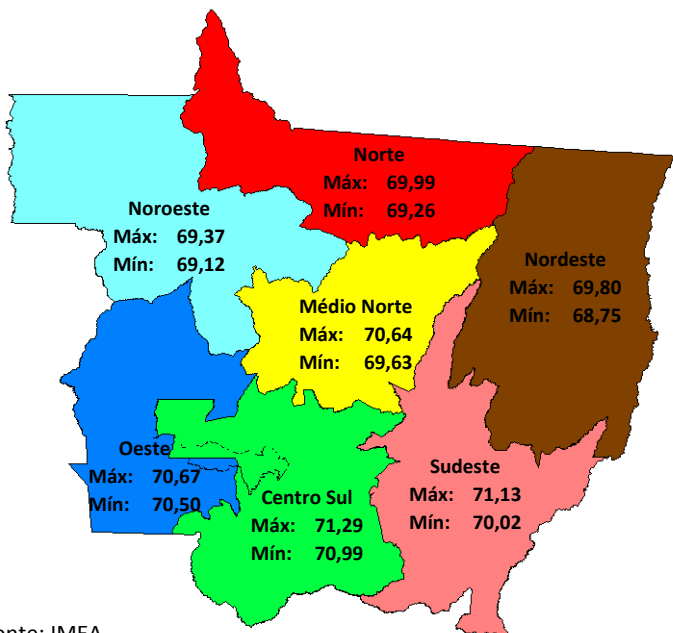 Norte
Máx: 69,99
Mín: 69,26
Noroeste
Máx: 69,37
Mín: 69,12
Nordeste
Máx: 69,80
Mín: 68,75
Médio Norte
Máx: 70,64
Mín: 69,63
Oeste
Máx: 70,67
Mín: 70,50
Centro Sul
Máx: 71,29
Mín: 70,99
Sudeste
Máx: 71,13
Mín: 70,02
onte: IMEA